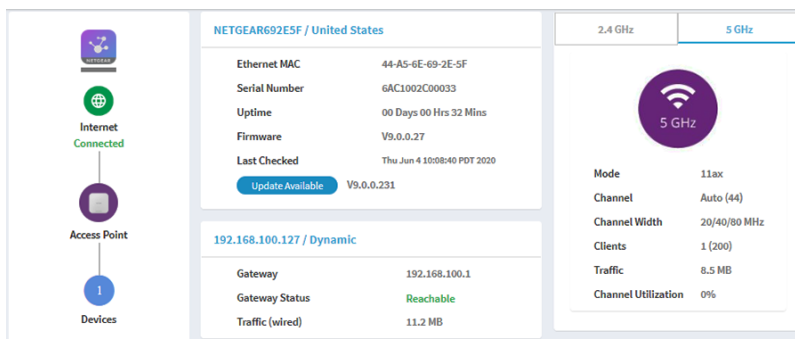 NETGEAR
Internet
Connected
Access Point
1
Devices
NETGEAR692E5F / United States
Ethernet MAC 44-A5-6E-69-2E-5F
Serial Number 6AC1002C00033
Uptime 00 Days 00 Hrs 32 Mins
Firmware V9.0.0.27
Last Checked Thu Jun 4 10:08:40 PDT 2020
Update Available V9.0.0.231
192.168.100.127 / Dynamic
Gateway 192.168.100.1
Gateway Status Reachable
Traffic (wired) 11.2 MB
2.4 GHz 5 GHz
5 GHz
Mode 11ax
Channel Auto (44)
Channel Width 20/40/80 MHz
Clients 1 (200)
Traffic 8.5 MB
Channel Utilization 0%